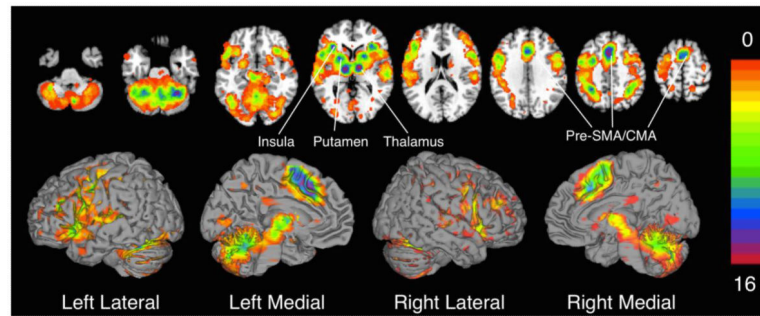 0
Insula Putamen Thalamus
Pre-SMA/CMA
16
Left Lateral Left Medial Right Lateral Right Medial